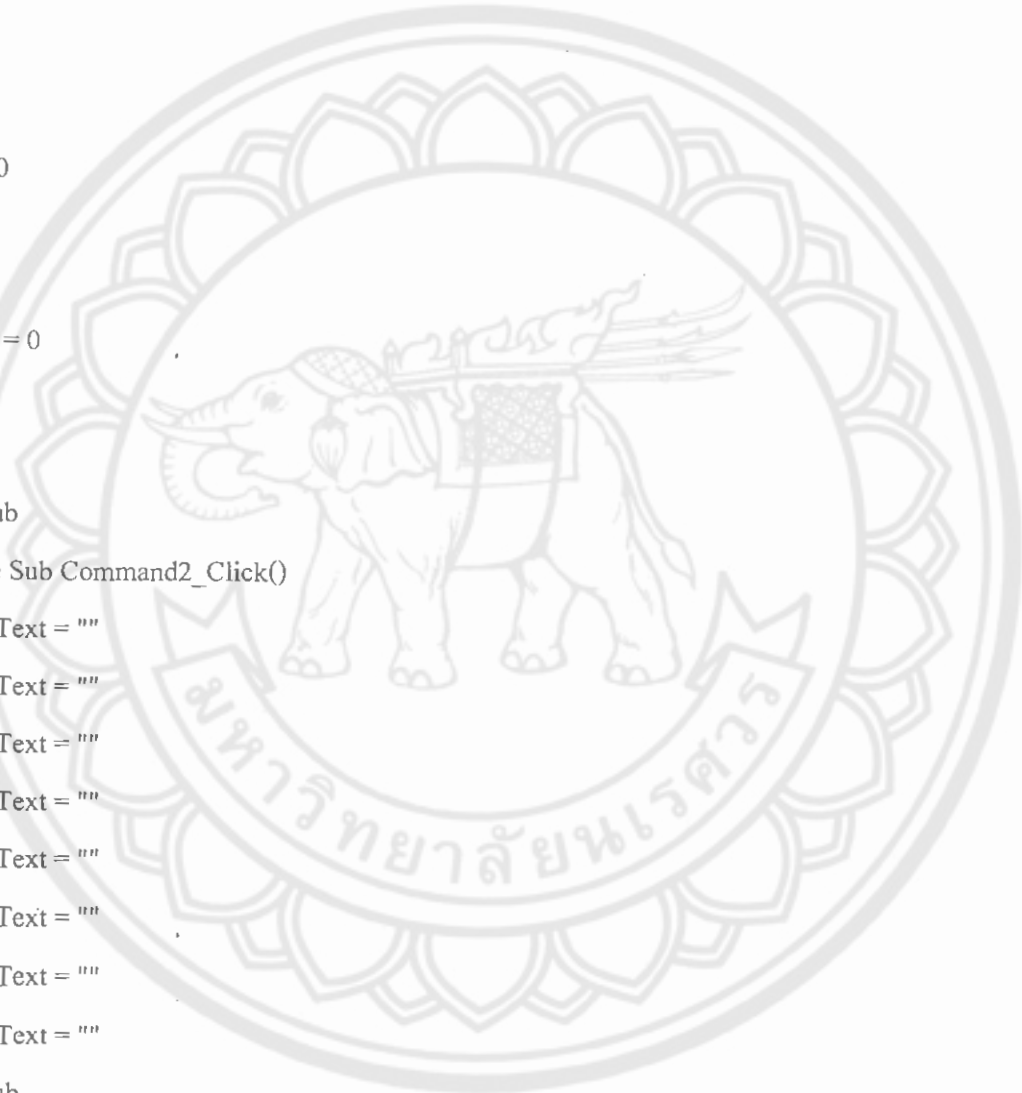 0
= 0
ub
Sub Command2_Click()
Text = ""
Text = ""
Text = ""
Text = ""
Text = ""
Text = ""
Text = ""
Text = ""
มหาวิทยาลัยนเรศวร